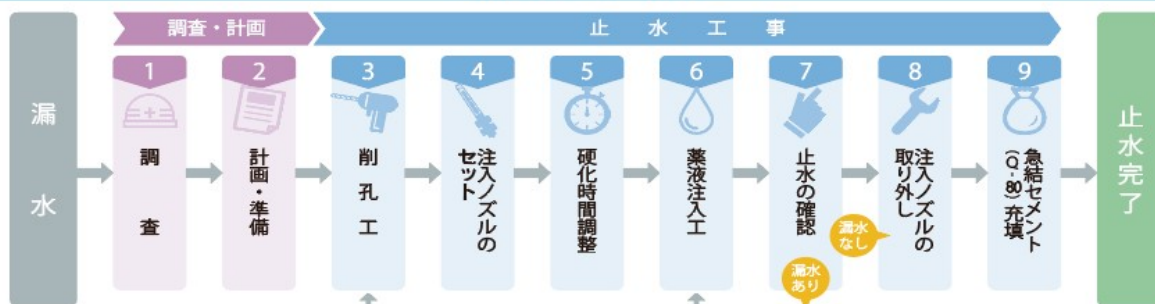 漏水
調査・計画
止水工事
1
調査
2
計画・準備
3
削孔工
4
注入ノズルの
セット
5
硬化時間調整
6
薬液注入工
7
止水の確認
漏水
なし
漏水
あり
8
注入ノズルの
取り外し
9
急結セメント
(Q-80)充填
止水完了